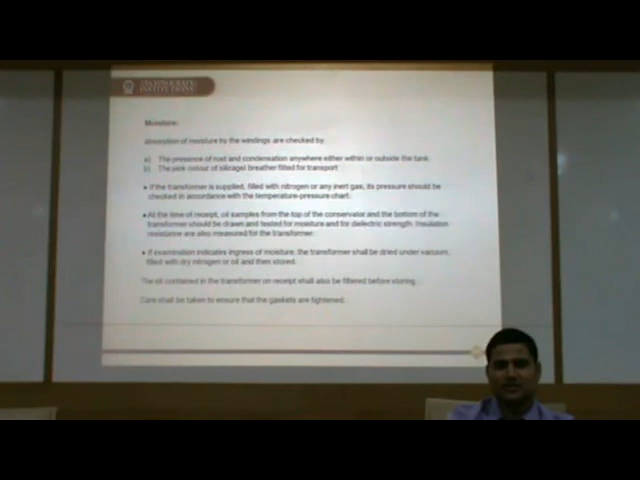 TECHNOCRATS
INSTITUTIONS
Moisture:
absorption of moisture by the windings are checked by
a) The presence of rust and condensation anywhere either within or outside the tank
b) The pink colour of silicagel breather fitted for transport
• If the transformer is supplied, filled with nitrogen or any inert gas, its pressure should be
checked in accordance with the temperature-pressure chart.
• At the time of receipt, oil samples from the top of the conservator and the bottom of the
transformer should be drawn and tested for moisture and for dielectric strength. Insulation
resistance are also measured for the transformer.
• If examination indicates ingress of moisture, the transformer shall be dried under vacuum,
filled with dry nitrogen or oil and then stored.
The oil contained in the transformer on receipt shall also be filtered before storing.
Care shall be taken to ensure that the gaskets are tightened.